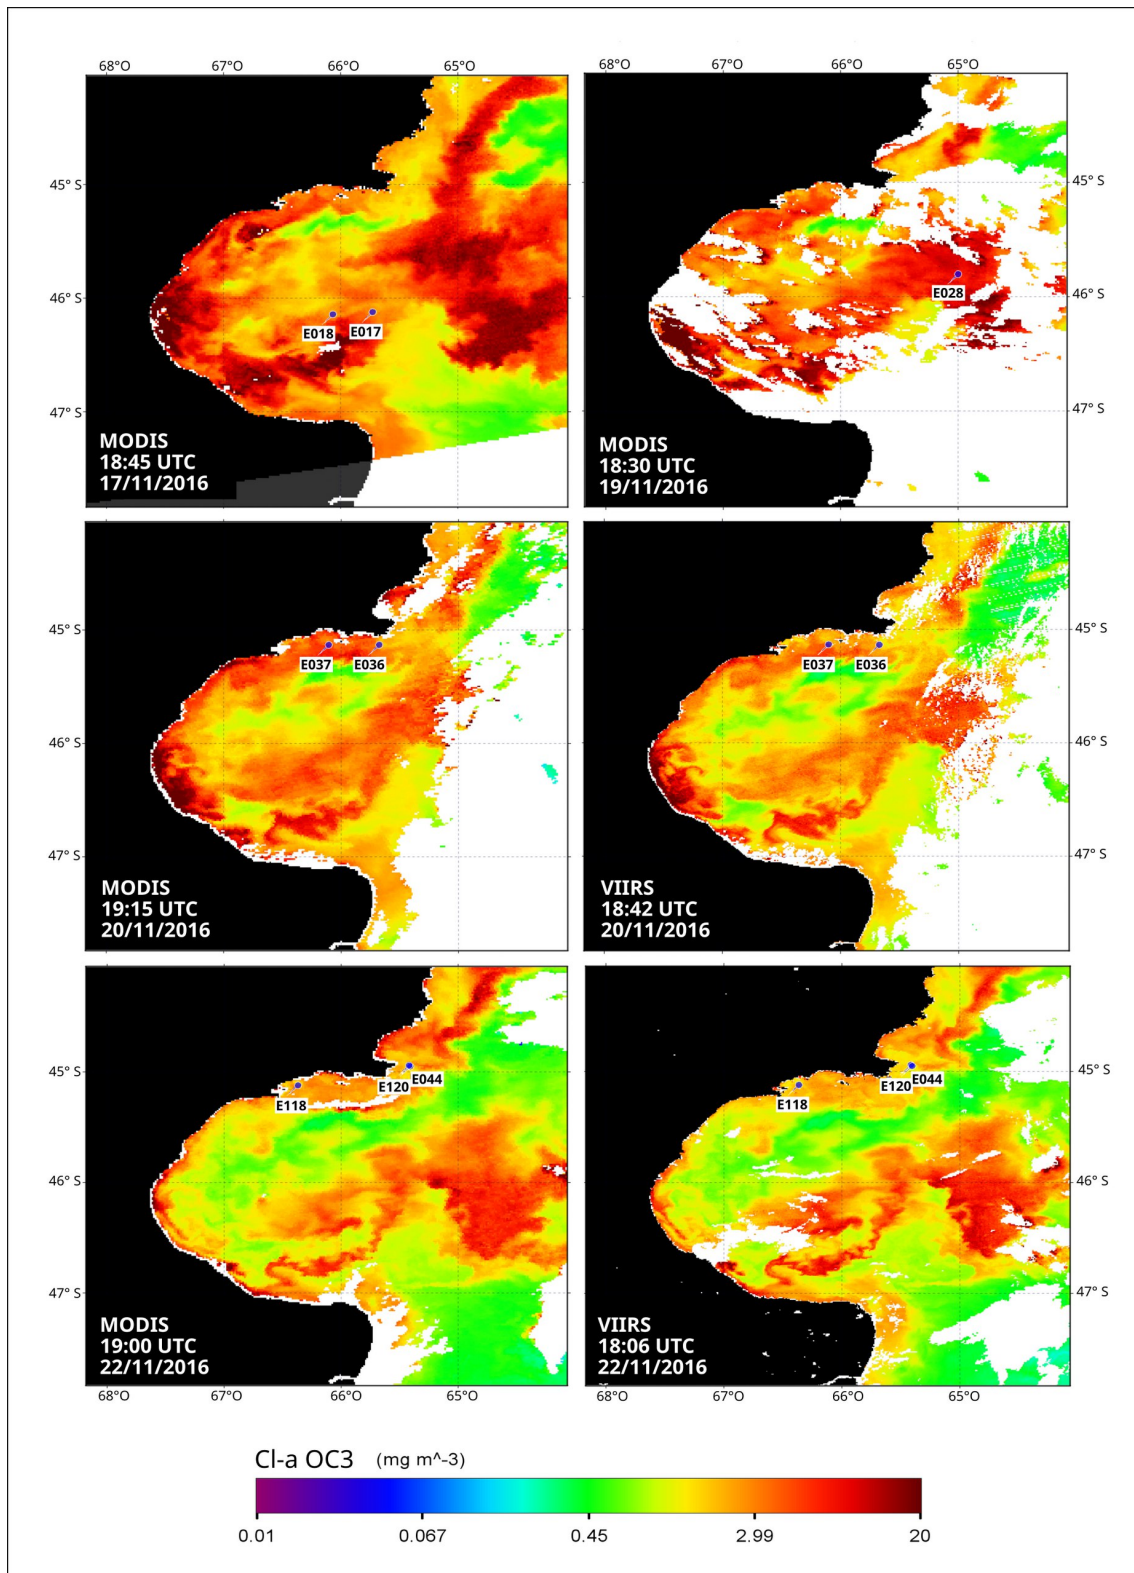 68°O 67°O 66°O 65°O
68°O 67°O 66°O 65°O
45° S
45° S
E028
46° S
46° S
E018 E017
47° S
47° S
MODIS
18:45 UTC
17/11/2016
MODIS
18:30 UTC
19/11/2016
45° S
45° S
E037 E036
E037 E036
46° S
46° S
47° S
47° S
MODIS
19:15 UTC
20/11/2016
VIIRS
18:42 UTC
20/11/2016
45° S
45° S
E120 E044
E118
E120 E044
E118
46° S
46° S
47° S
47° S
MODIS
19:00 UTC
22/11/2016
VIIRS
18:06 UTC
22/11/2016
68°O 67°O 66°O 65°O
68°O 67°O 66°O 65°O
Cl-a OC3 (mg m^-3)
0.01 0.067 0.45 2.99 20